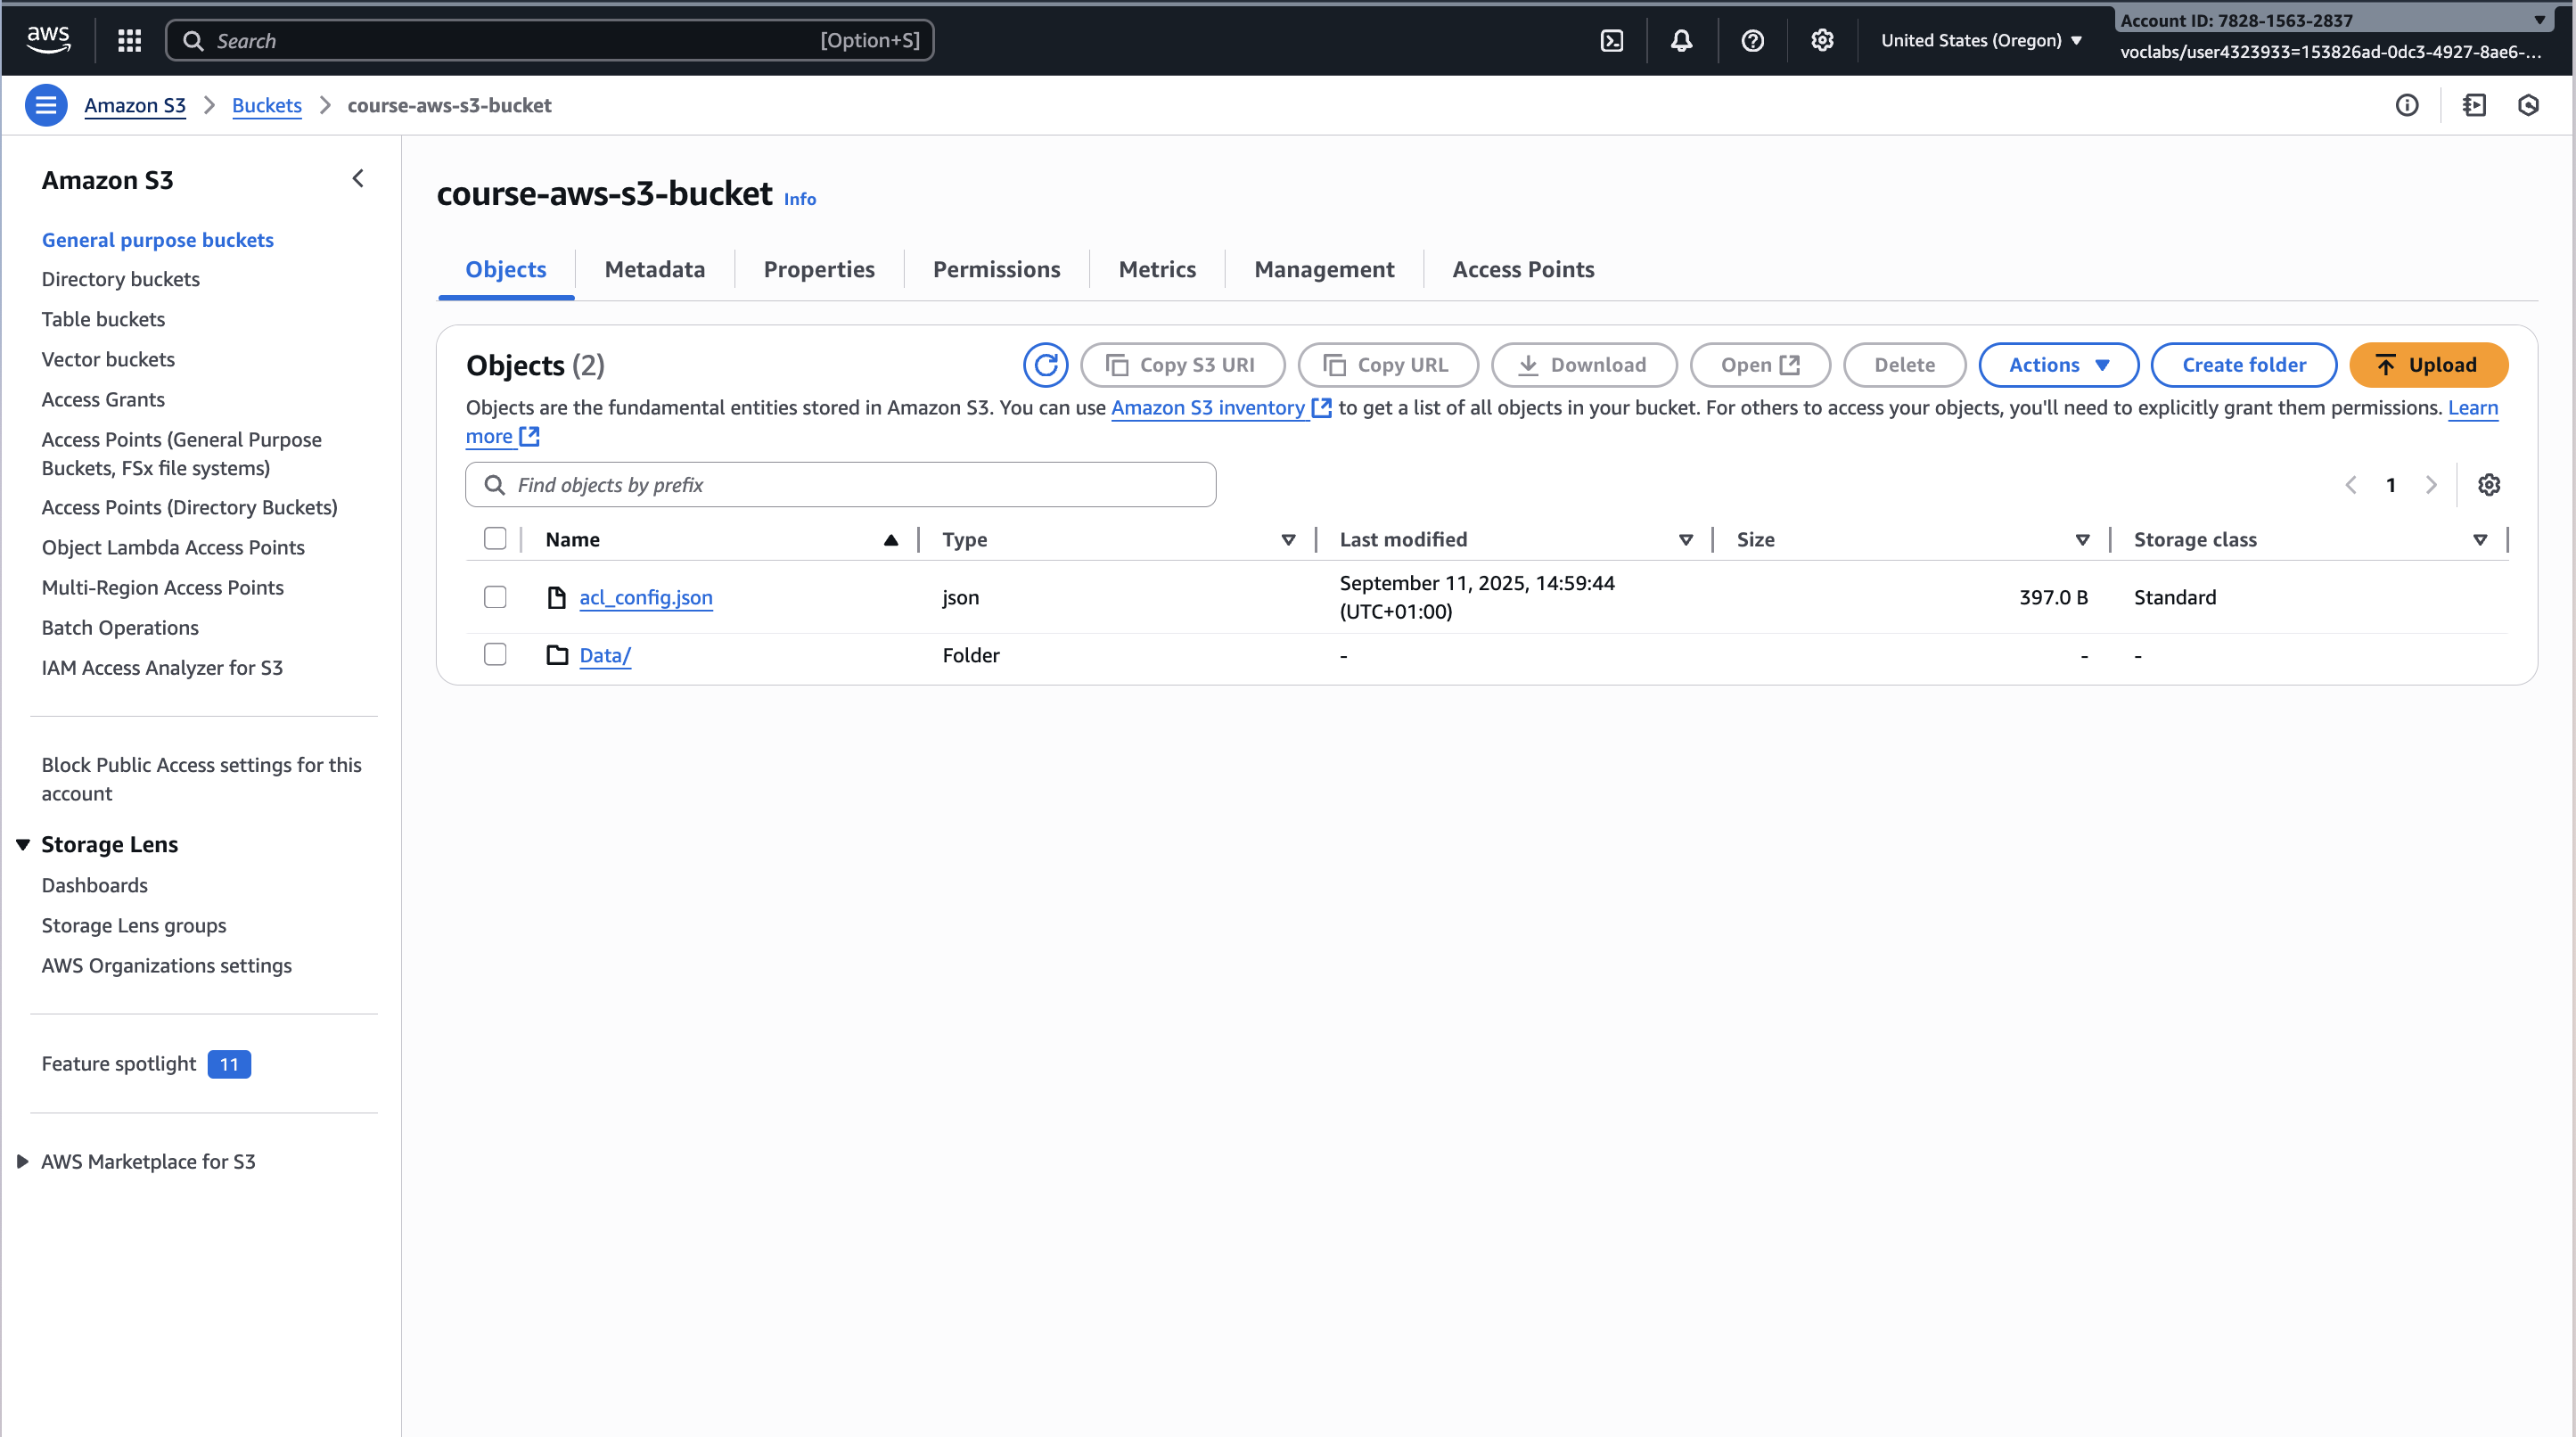 aws
Search [Option+S]
United States (Oregon)
Account ID: 7828-1563-2837
voclabs/user4323933=153826ad-0dc3-4927-8ae6-...
Amazon S3 > Buckets > course-aws-s3-bucket
Amazon S3
General purpose buckets
Directory buckets
Table buckets
Vector buckets
Access Grants
Access Points (General Purpose
Buckets, FSx file systems)
Access Points (Directory Buckets)
Object Lambda Access Points
Multi-Region Access Points
Batch Operations
IAM Access Analyzer for S3
Block Public Access settings for this
account
Storage Lens
Dashboards
Storage Lens groups
AWS Organizations settings
Feature spotlight 11
AWS Marketplace for S3
course-aws-s3-bucket Info
Objects Metadata Properties Permissions Metrics Management Access Points
Objects (2)
Copy S3 URI Copy URL Download Open Delete Actions Create folder Upload
Objects are the fundamental entities stored in Amazon S3. You can use Amazon S3 inventory to get a list of all objects in your bucket. For others to access your objects, you'll need to explicitly grant them permissions. Learn
more
Find objects by prefix
1
Name Type Last modified Size Storage class
acl_config.json json September 11, 2025, 14:59:44
(UTC+01:00) 397.0 B Standard
Data/ Folder - - -